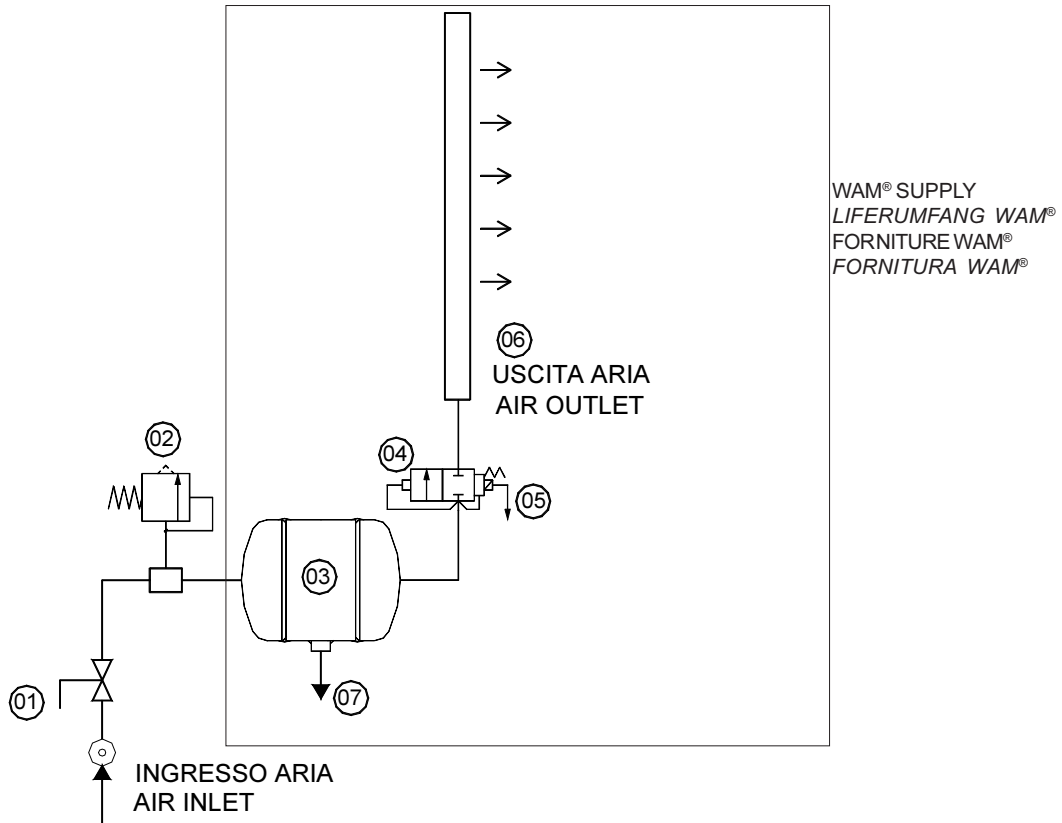 WAM® SUPPLY
LIFERUMFANG WAM®
FORNITURE WAM®
FORNITURA WAM®
06
USCITA ARIA
AIR OUTLET
02
04
05
03
01
07
INGRESSO ARIA
AIR INLET